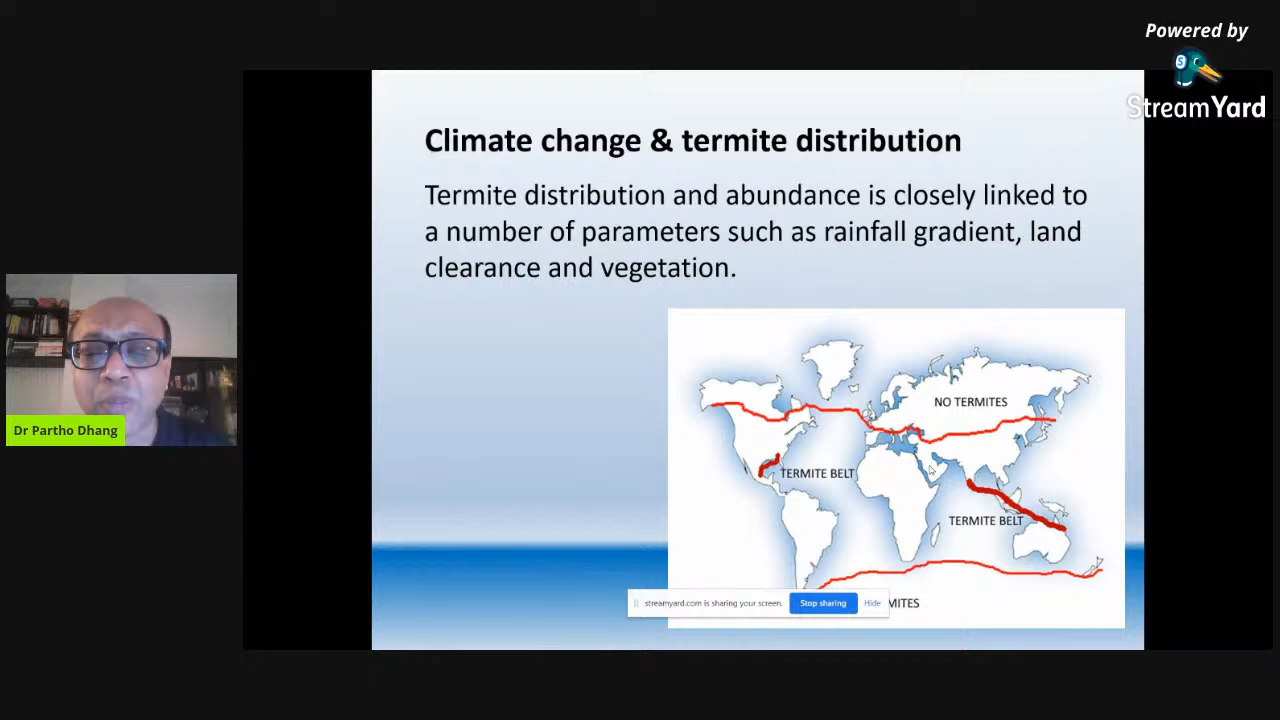 Powered by
StreamYard
Climate change & termite distribution
Termite distribution and abundance is closely linked to
a number of parameters such as rainfall gradient, land
clearance and vegetation.
NO TERMITES
TERMITE BELT
TERMITE BELT
Dr Partho Dhang
streamyard.com is sharing your screen.
Stop sharing
Hide
MITES